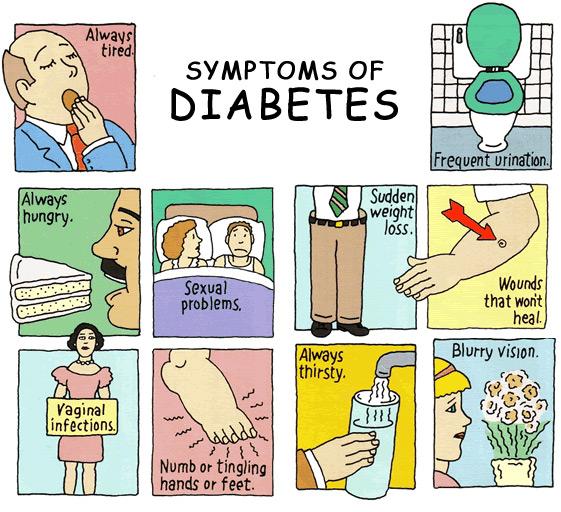 Always
tired.
SYMPTOMS OF
DIABETES
Frequent urination.
Always
hungry.
Sexual
problems.
Sudden
weight
loss.
Wounds
that won't
heal.
Vaginal
infections.
Numb or tingling
hands or feet.
Always
thirsty.
Blurry vision.